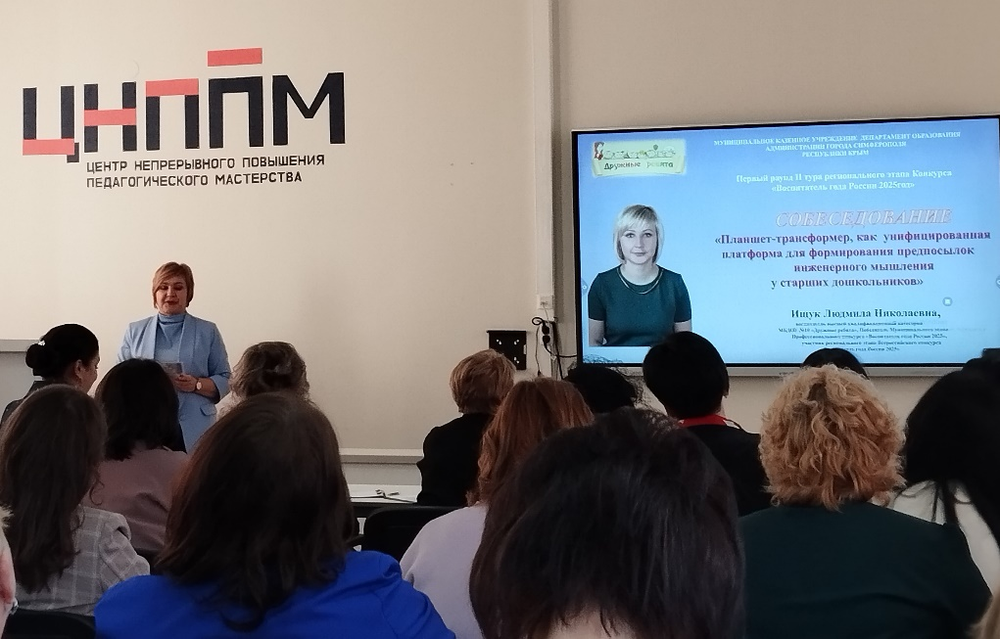 ЦНППМ
ЦЕНТР НЕПРЕРЫВНОГО ПОВЫШЕНИЯ
ПЕДАГОГИЧЕСКОГО МАСТЕРСТВА
МУНИЦИПАЛЬНОЕ КАЗЕННОЕ УЧРЕЖДЕНИЕ ДЕПАРТАМЕНТ ОБРАЗОВАНИЯ
АДМИНИСТРАЦИИ ГОРОДА СИМФЕРОПОЛЯ
РЕСПУБЛИКИ КРЫМ
Дружные ребята
Первый раунд II тура регионального этапа Конкурса
«Воспитатель года России 2025год»
СОБЕСЕДОВАНИЕ
«Планшет-трансформер, как унифицированная
платформа для формирования предпосылок
инженерного мышления
у старших дошкольников»
Ищук Людмила Николаевна,